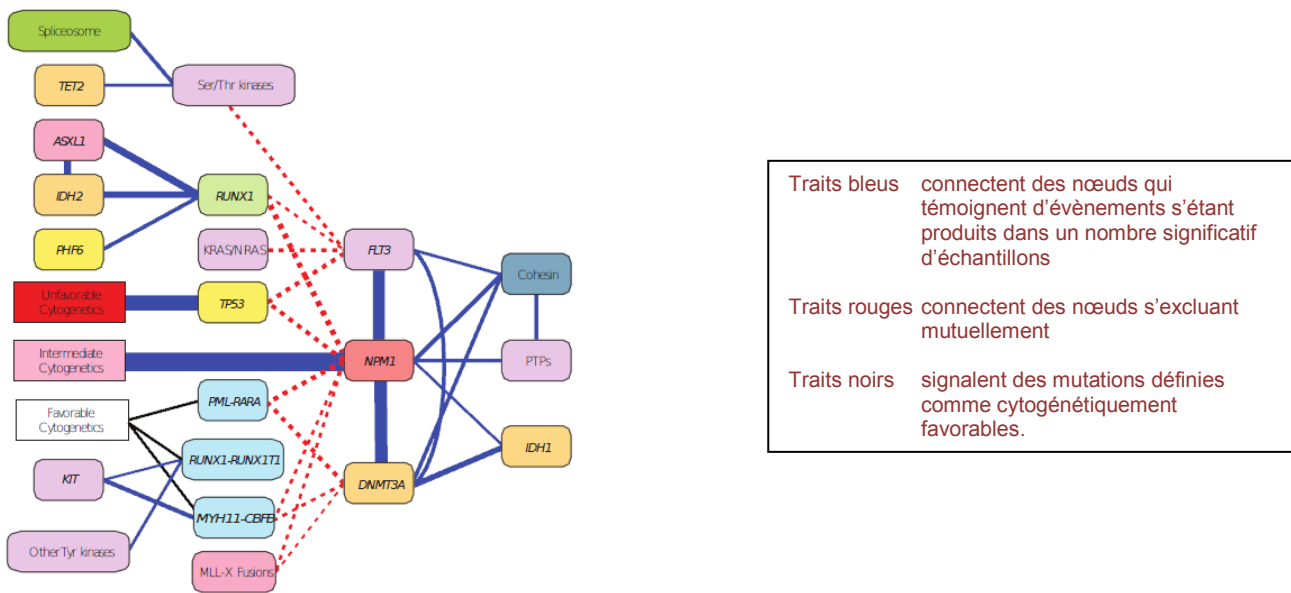 Spliceosome
TET2
Ser/Thr kinases
ASXL1
IDH2
RUNX1
PHF6
KRAS/NRAS
FLT3
Cohesin
Unfavorable
Cytogenetics
TP53
Intermediate
Cytogenetics
NPM1
PTPs
Favorable
Cytogenetics
PML-RARA
RUNX1-RUNX1T1
IDH1
KIT
DNMT3A
MYH11-CBFB
Other Tyr kinases
MLL-X Fusions
Traits bleus connectent des nœuds qui
témoignent d’évènements s’étant
produits dans un nombre significatif
d’échantillons
Traits rouges connectent des nœuds s’excluant
mutuellement
Traits noirs signalent des mutations définies
comme cytogénétiquement
favorables.